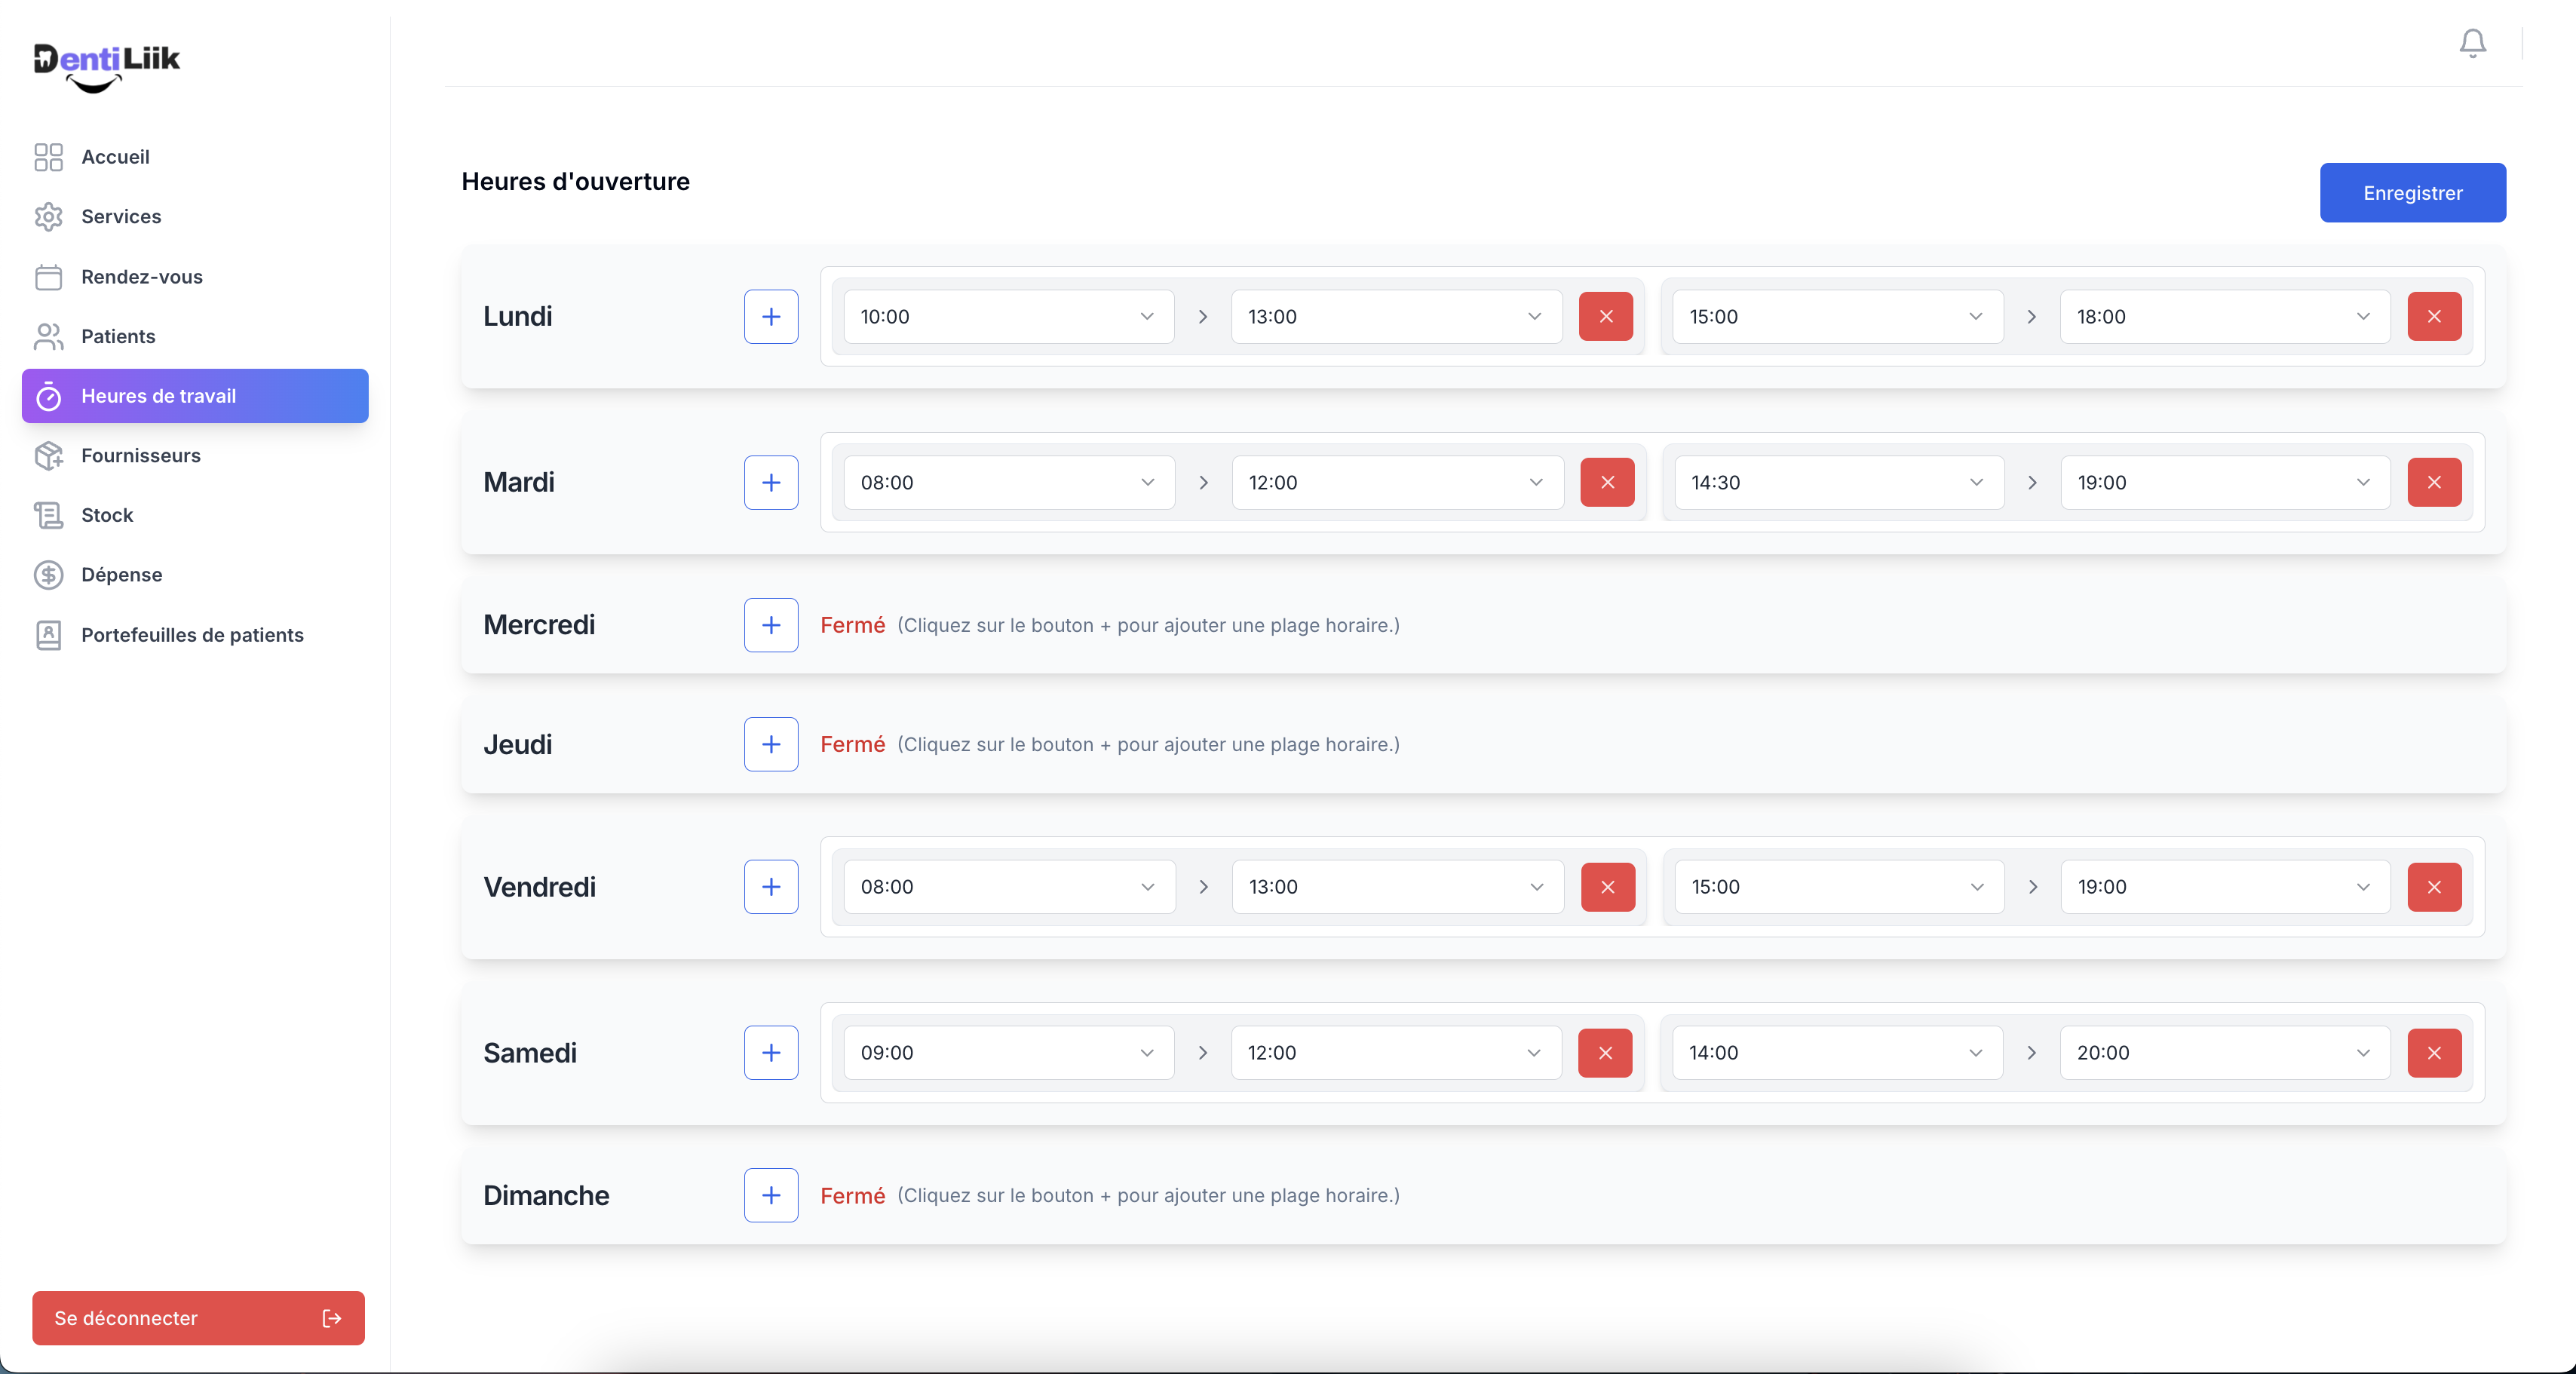 DentiLiik
Accueil
Services
Rendez-vous
Patients
Heures de travail
Fournisseurs
Stock
Dépense
Portefeuilles de patients
Se déconnecter
Heures d'ouverture
Enregistrer
Lundi + 10:00 > 13:00 15:00 > 18:00
Mardi + 08:00 > 12:00 14:30 > 19:00
Mercredi + Fermé (Cliquez sur le bouton + pour ajouter une plage horaire.)
Jeudi + Fermé (Cliquez sur le bouton + pour ajouter une plage horaire.)
Vendredi + 08:00 > 13:00 15:00 > 19:00
Samedi + 09:00 > 12:00 14:00 > 20:00
Dimanche + Fermé (Cliquez sur le bouton + pour ajouter une plage horaire.)